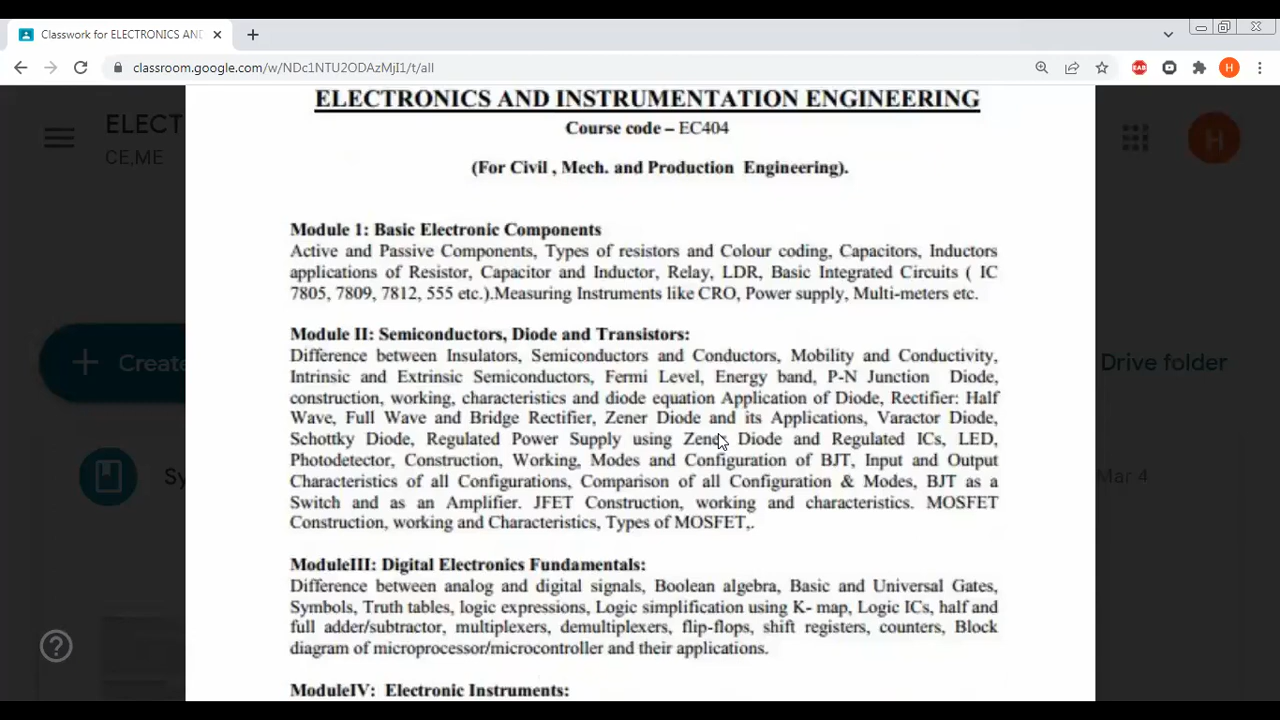 Classwork for ELECTRONICS AND
classroom.google.com/w/NDc1NTU2ODAzMjI1/t/all
EAB
H
ELECT
CE,ME
H
Create
Drive folder
Sy
Mar 4
ELECTRONICS AND INSTRUMENTATION ENGINEERING
Course code – EC404
(For Civil , Mech. and Production Engineering).
Module 1: Basic Electronic Components
Active and Passive Components, Types of resistors and Colour coding, Capacitors, Inductors
applications of Resistor, Capacitor and Inductor, Relay, LDR, Basic Integrated Circuits ( IC
7805, 7809, 7812, 555 etc.).Measuring Instruments like CRO, Power supply, Multi-meters etc.
Module II: Semiconductors, Diode and Transistors:
Difference between Insulators, Semiconductors and Conductors, Mobility and Conductivity,
Intrinsic and Extrinsic Semiconductors, Fermi Level, Energy band, P-N Junction Diode,
construction, working, characteristics and diode equation Application of Diode, Rectifier: Half
Wave, Full Wave and Bridge Rectifier, Zener Diode and its Applications, Varactor Diode,
Schottky Diode, Regulated Power Supply using Zener Diode and Regulated ICs, LED,
Photodetector, Construction, Working, Modes and Configuration of BJT, Input and Output
Characteristics of all Configurations, Comparison of all Configuration & Modes, BJT as a
Switch and as an Amplifier. JFET Construction, working and characteristics. MOSFET
Construction, working and Characteristics, Types of MOSFET,.
ModuleIII: Digital Electronics Fundamentals:
Difference between analog and digital signals, Boolean algebra, Basic and Universal Gates,
Symbols, Truth tables, logic expressions, Logic simplification using K- map, Logic ICs, half and
full adder/subtractor, multiplexers, demultiplexers, flip-flops, shift registers, counters, Block
diagram of microprocessor/microcontroller and their applications.
ModuleIV: Electronic Instruments: